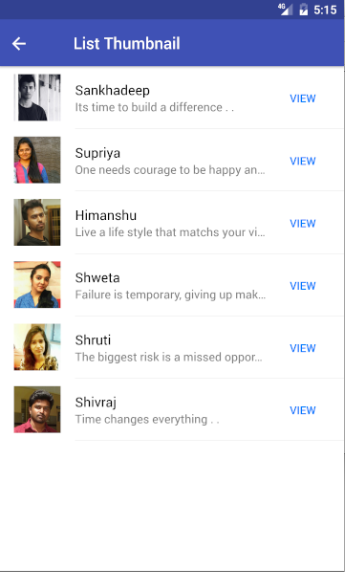 4G 5:15
List Thumbnail
Sankhadeep
Its time to build a difference . .
VIEW
Supriya
One needs courage to be happy an...
VIEW
Himanshu
Live a life style that matchs your vi...
VIEW
Shweta
Failure is temporary, giving up mak...
VIEW
Shruti
The biggest risk is a missed oppor...
VIEW
Shivraj
Time changes everything . .
VIEW